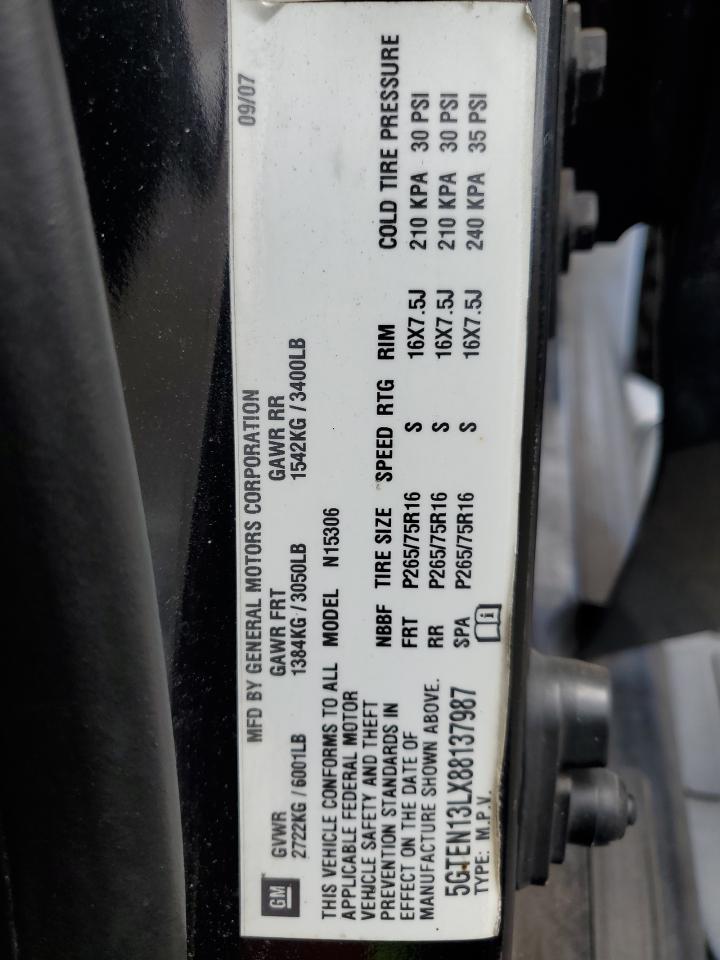 MFD BY GENERAL MOTORS CORPORATION 09/07
GM
GVWR GAWR FRT GAWR RR
2722KG / 6001LB 1384KG / 3050LB 1542KG / 3400LB
THIS VEHICLE CONFORMS TO ALL
APPLICABLE FEDERAL MOTOR
VEHICLE SAFETY AND THEFT
PREVENTION STANDARDS IN
EFFECT ON THE DATE OF
MANUFACTURE SHOWN ABOVE.
MODEL N15306
NBBF TIRE SIZE SPEED RTG RIM COLD TIRE PRESSURE
FRT P265/75R16 S 16X7.5J 210 KPA 30 PSI
RR P265/75R16 S 16X7.5J 210 KPA 30 PSI
SPA P265/75R16 S 16X7.5J 240 KPA 35 PSI
5GTEN13LX88137987
TYPE: M.P.V.